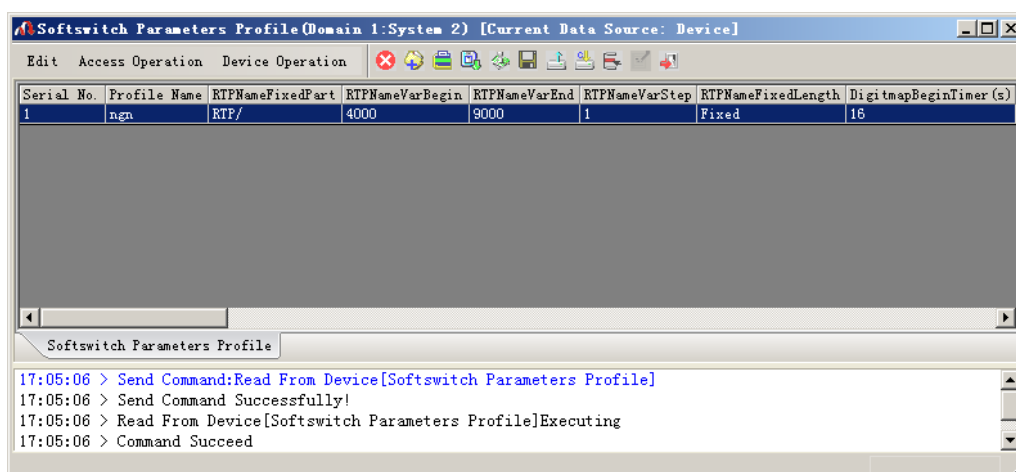 Softswitch Parameters Profile(Domain 1:System 2) [Current Data Source: Device]
Edit Access Operation Device Operation
Serial No. Profile Name RTPNameFixedPart RTPNameVarBegin RTPNameVarEnd RTPNameVarStep RTPNameFixedLength DigitmapBeginTimer(s)
1 ngn RTP/ 4000 9000 1 Fixed 16
Softswitch Parameters Profile
17:05:06 > Send Command:Read From Device[Softswitch Parameters Profile]
17:05:06 > Send Command Successfully!
17:05:06 > Read From Device[Softswitch Parameters Profile]Executing
17:05:06 > Command Succeed